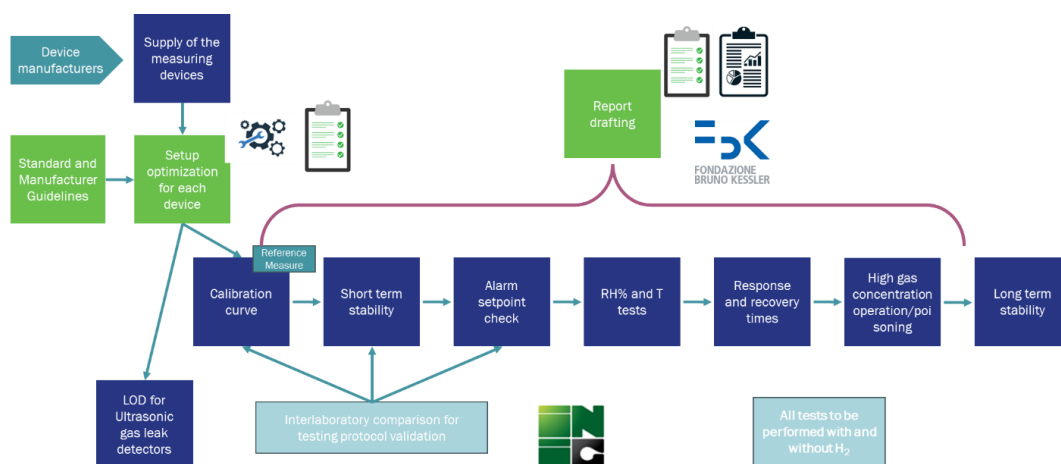 Device
manufacturers
Supply of the
measuring
devices
Standard and
Manufacturer
Guidelines
Setup
optimization
for each
device
Report
drafting
FBK
FONDAZIONE
BRUNO KESSLER
Reference
Measure
Calibration
curve
Short term
stability
Alarm
setpoint
check
RH% and T
tests
Response
and recovery
times
High gas
concentration
operation/poi
soning
Long term
stability
LOD for
Ultrasonic
gas leak
detectors
Interlaboratory comparison for
testing protocol validation
All tests to be
performed with and
without H₂